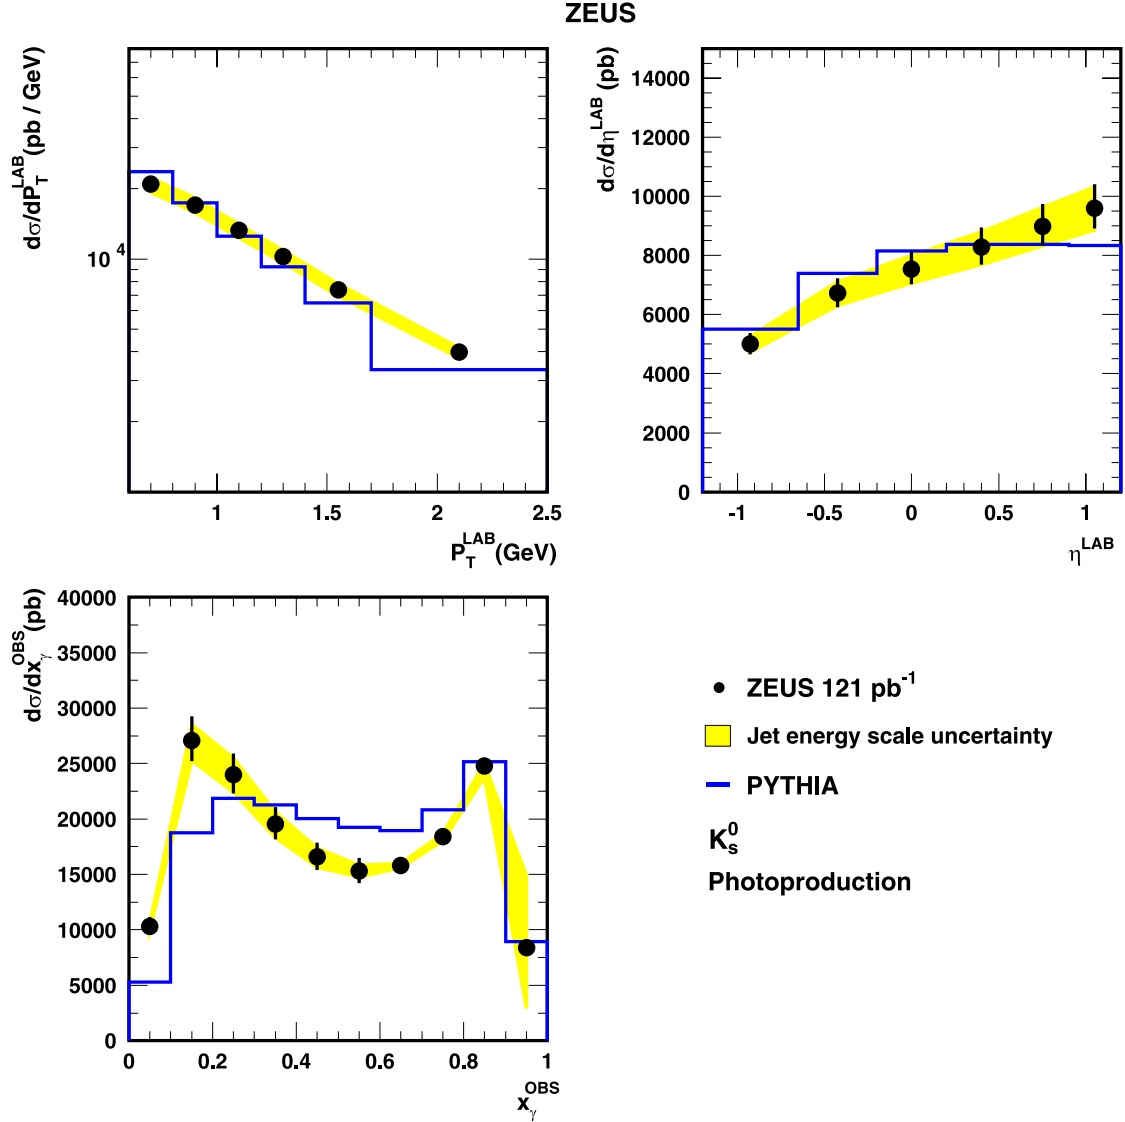 ZEUS
dσ/dP_T^LAB (pb / GeV)
10^4
1 1.5 2 2.5
P_T^LAB (GeV)
dσ/dη^LAB (pb)
14000
12000
10000
8000
6000
4000
2000
0
-1 -0.5 0 0.5 1
η^LAB
dσ/dx_γ^OBS (pb)
40000
35000
30000
25000
20000
15000
10000
5000
0
0 0.2 0.4 0.6 0.8 1
x_γ^OBS
ZEUS 121 pb^-1
Jet energy scale uncertainty
PYTHIA
K_s^0
Photoproduction